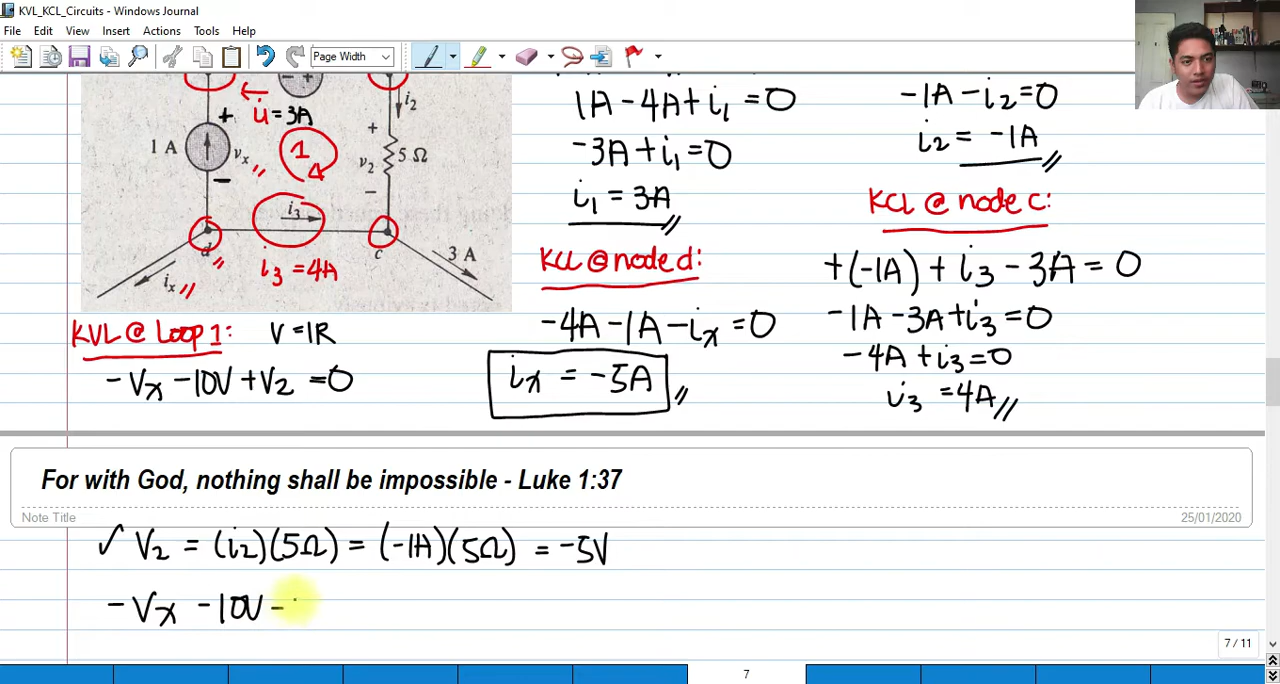 KVL_KCL_Circuits - Windows Journal
File Edit View Insert Actions Tools Help
Page Width
i₁ = 3A
i₂
+
+
1 A
vₓ
1
v₂
5 Ω
-
-
i₃
d
c
3 A
iₓ
i₃ = 4A
KVL @ Loop 1: V = IR
-Vₓ -10V +V₂ = 0
1A - 4A + i₁ = 0
-3A + i₁ = 0
i₁ = 3A
KCL @ node d:
-4A -1A - iₓ = 0
iₓ = -5A
-1A - i₂ = 0
i₂ = -1A
KCL @ node c:
+(-1A) + i₃ - 3A = 0
-1A - 3A + i₃ = 0
-4A + i₃ = 0
i₃ = 4A
For with God, nothing shall be impossible - Luke 1:37
Note Title
25/01/2020
✓ V₂ = (i₂)(5Ω) = (-1A)(5Ω) = -5V
-Vₓ -10V -
7 / 11
7